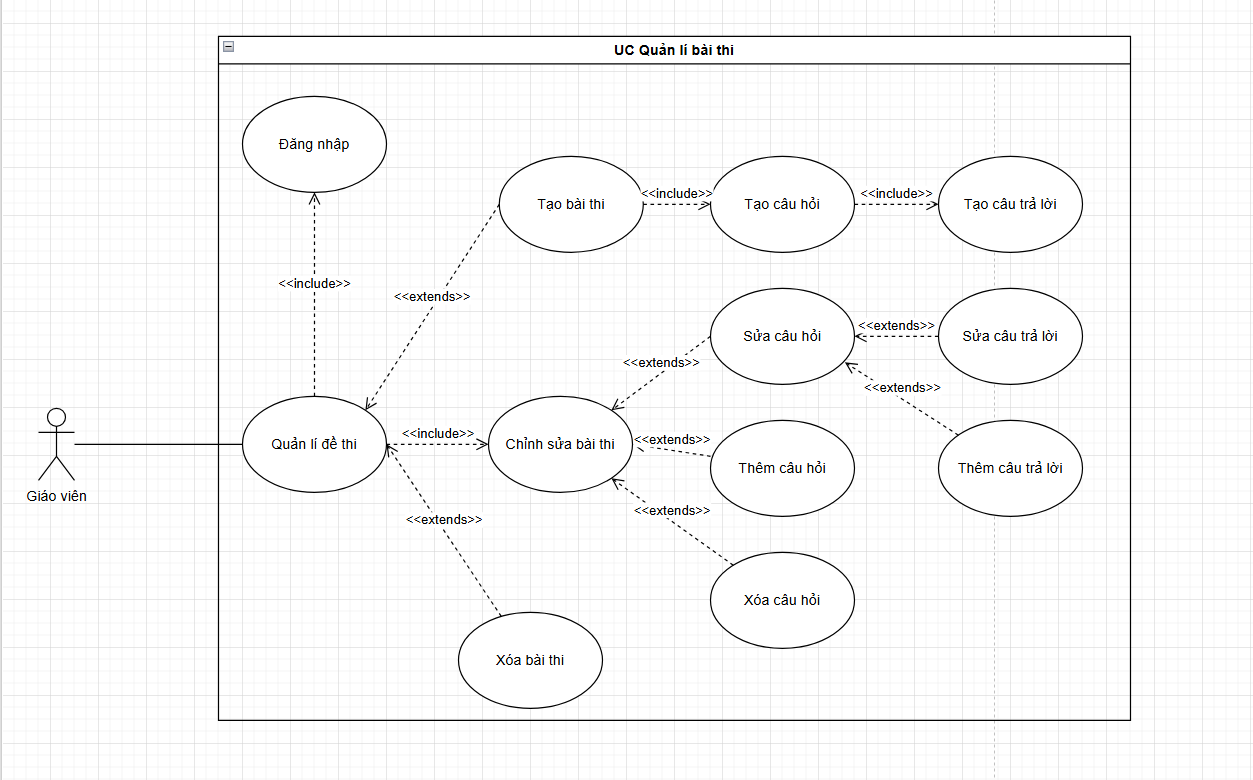 UC Quản lí bài thi
Đăng nhập
Tạo bài thi
<<include>>
Tạo câu hỏi
<<include>>
Tạo câu trả lời
<<include>>
<<extends>>
Sửa câu hỏi
<<extends>>
Sửa câu trả lời
<<extends>>
<<extends>>
Giáo viên
Quản lí đề thi
<<include>>
Chỉnh sửa bài thi
<<extends>>
Thêm câu hỏi
Thêm câu trả lời
<<extends>>
<<extends>>
Xóa câu hỏi
Xóa bài thi